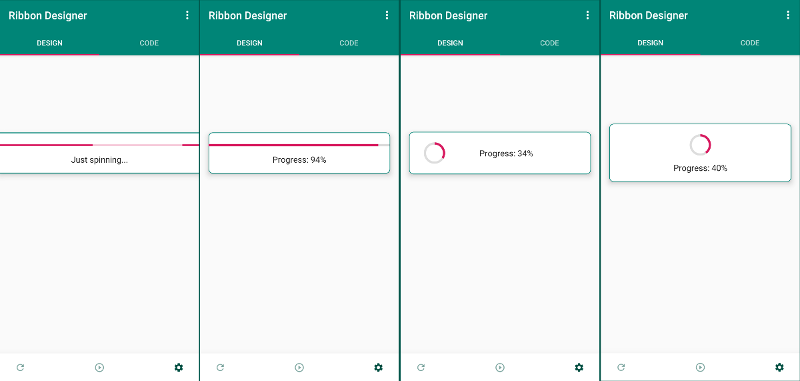 Ribbon Designer
DESIGN CODE
Just spinning...
Ribbon Designer
DESIGN CODE
Progress: 94%
Ribbon Designer
DESIGN CODE
Progress: 34%
Ribbon Designer
DESIGN CODE
Progress: 40%